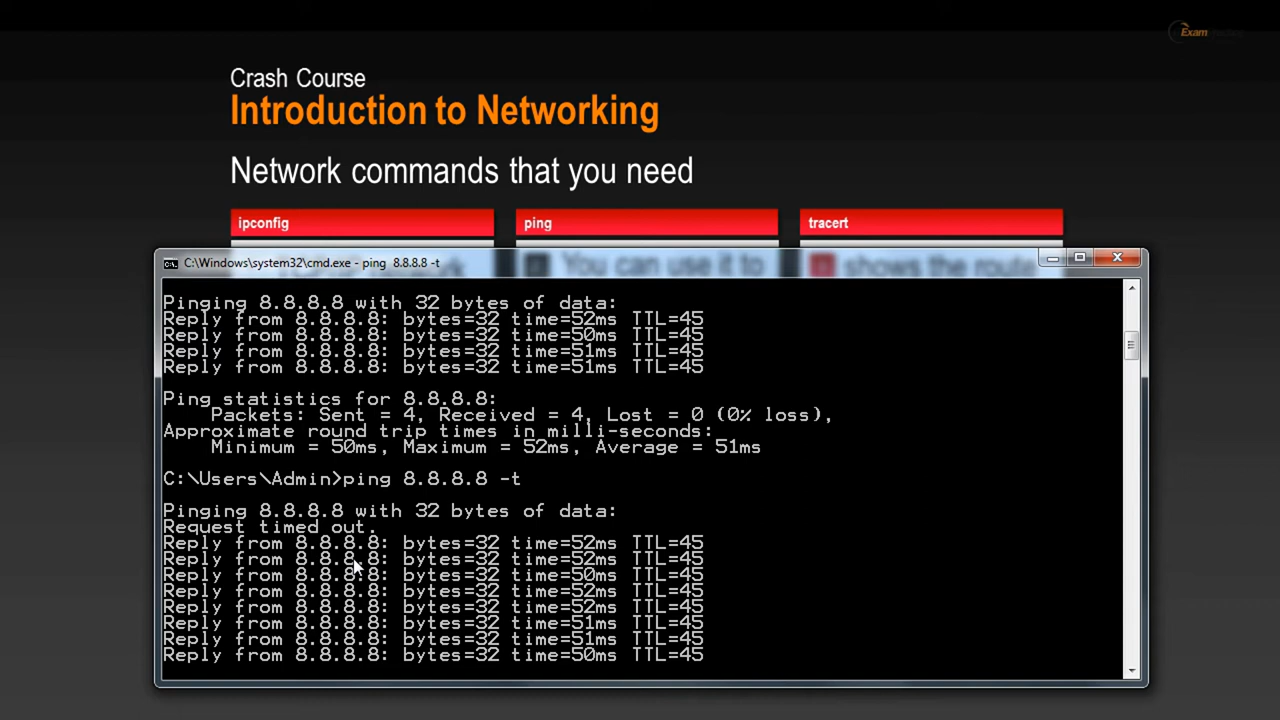 Exam
Crash Course
Introduction to Networking
Network commands that you need
ipconfig ping tracert
You can use it to shows the route
C:\Windows\system32\cmd.exe - ping 8.8.8.8 -t
Pinging 8.8.8.8 with 32 bytes of data:
Reply from 8.8.8.8: bytes=32 time=52ms TTL=45
Reply from 8.8.8.8: bytes=32 time=50ms TTL=45
Reply from 8.8.8.8: bytes=32 time=51ms TTL=45
Reply from 8.8.8.8: bytes=32 time=51ms TTL=45
Ping statistics for 8.8.8.8:
Packets: Sent = 4, Received = 4, Lost = 0 (0% loss),
Approximate round trip times in milli-seconds:
Minimum = 50ms, Maximum = 52ms, Average = 51ms
C:\Users\Admin>ping 8.8.8.8 -t
Pinging 8.8.8.8 with 32 bytes of data:
Request timed out.
Reply from 8.8.8.8: bytes=32 time=52ms TTL=45
Reply from 8.8.8.8: bytes=32 time=52ms TTL=45
Reply from 8.8.8.8: bytes=32 time=50ms TTL=45
Reply from 8.8.8.8: bytes=32 time=52ms TTL=45
Reply from 8.8.8.8: bytes=32 time=52ms TTL=45
Reply from 8.8.8.8: bytes=32 time=51ms TTL=45
Reply from 8.8.8.8: bytes=32 time=51ms TTL=45
Reply from 8.8.8.8: bytes=32 time=50ms TTL=45